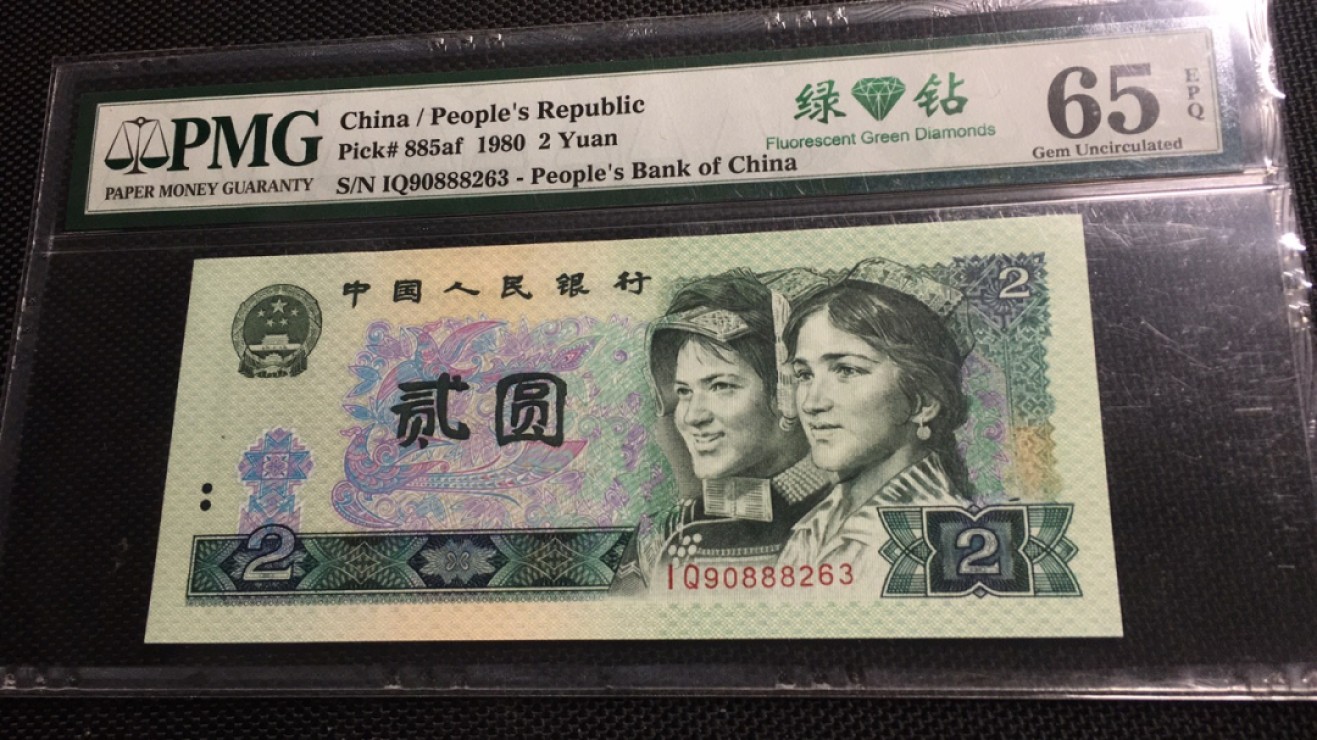 PMG
PAPER MONEY GUARANTY
China / People's Republic
Pick# 885af 1980 2 Yuan
S/N IQ90888263 - People's Bank of China
绿 钻
Fluorescent Green Diamonds
65
EPQ
Gem Uncirculated
中国人民银行
2
贰圆
2
IQ90888263
2